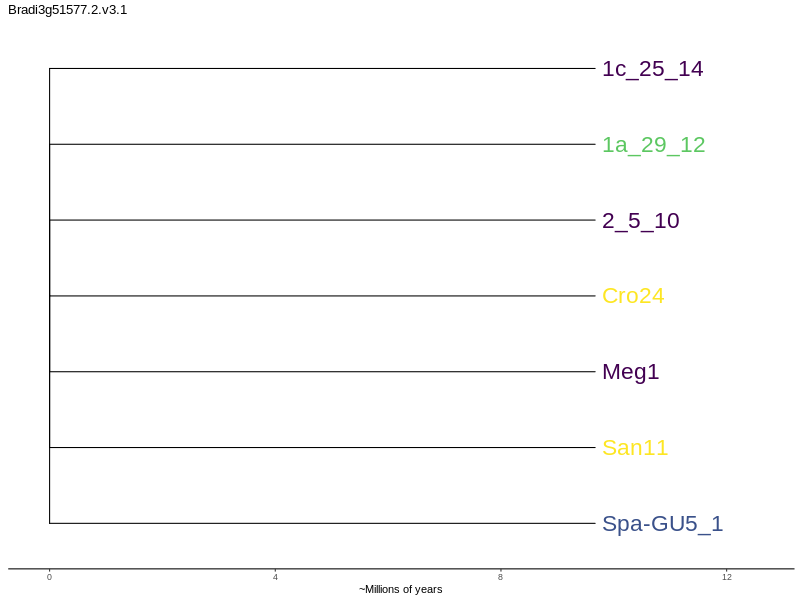 Bradi3g51577.2.v3.1
1c_25_14
1a_29_12
2_5_10
Cro24
Meg1
San11
Spa-GU5_1
0 4 8 12
~Millions of years